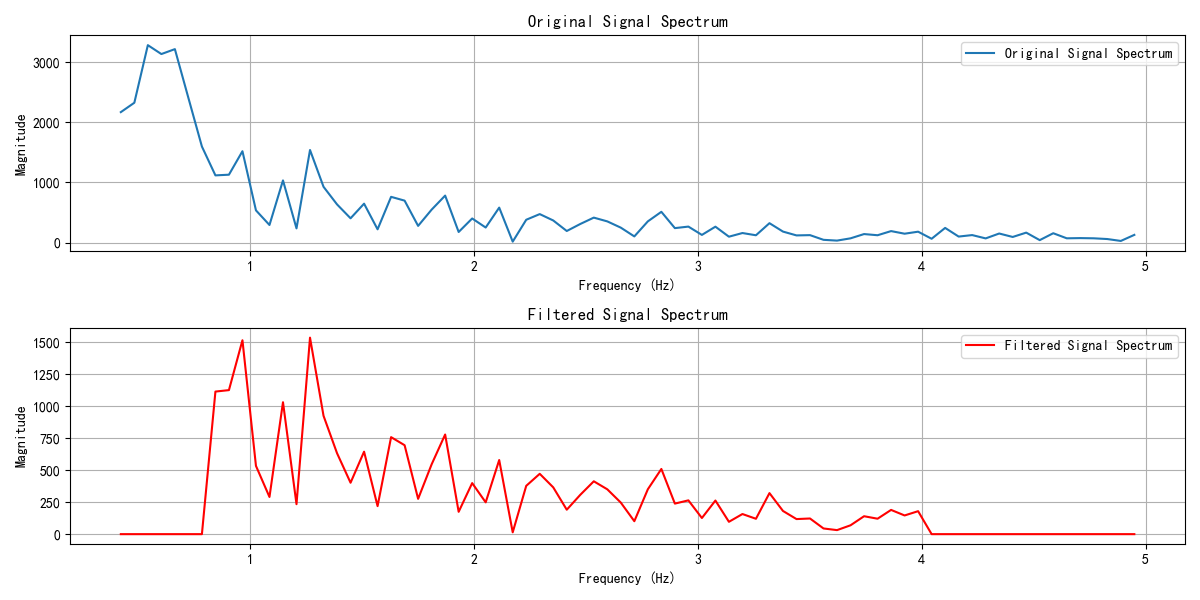 Original Signal Spectrum
Original Signal Spectrum
Magnitude
3000
2000
1000
0
1 2 3 4 5
Frequency (Hz)
Filtered Signal Spectrum
Filtered Signal Spectrum
Magnitude
1500
1250
1000
750
500
250
0
1 2 3 4 5
Frequency (Hz)